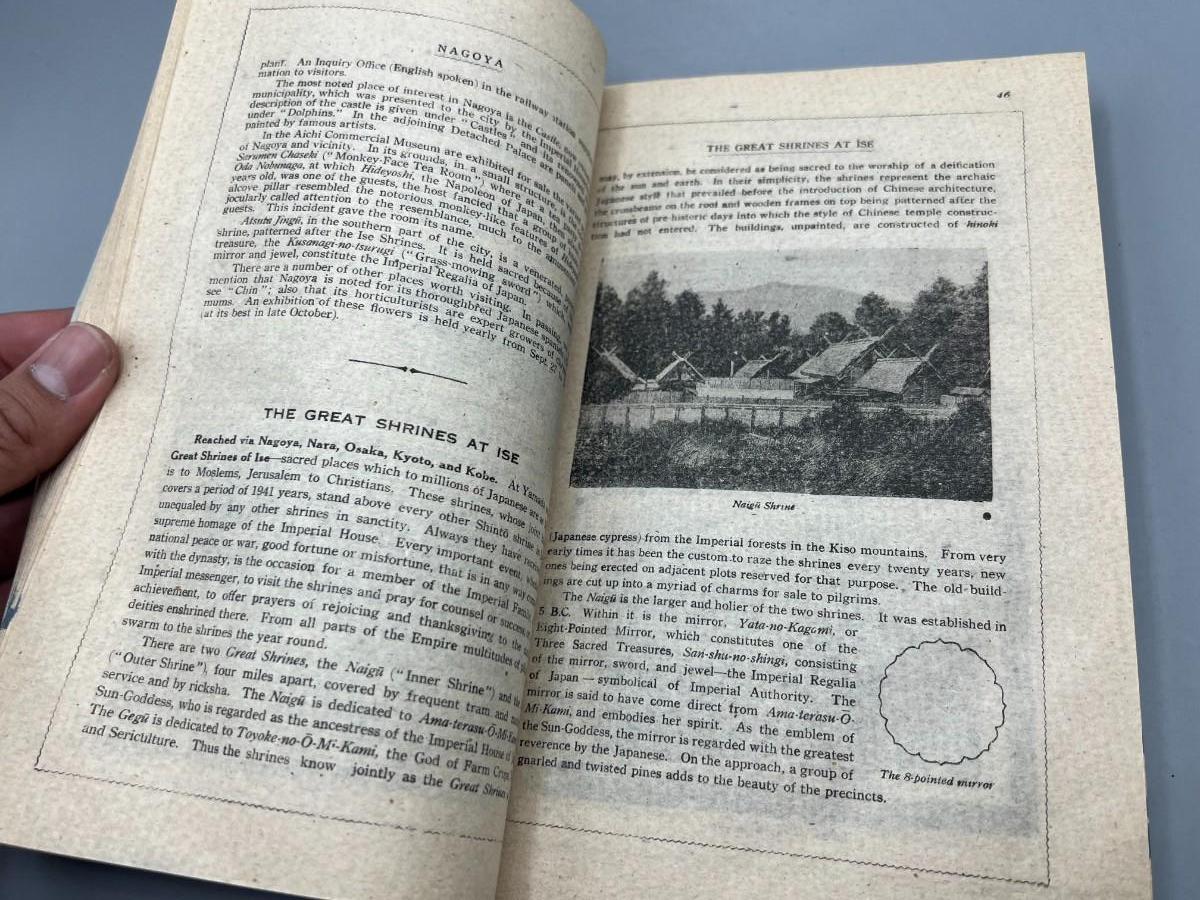 NAGOYA
plant. An Inquiry Office (English spoken) in the railway station
mation to visitors.
The most noted place of interest in Nagoya is the Castle,
municipality, which was presented to the city by the Imperial
description of the castle is given under "Castles" and its
under "Dolphins." In the adjoining Detached Palace are
painted by famous artists.
In the Aichi Commercial Museum are exhibited for sale the
of Nagoya and vicinity. In its grounds, in a small structure, is the
Sarumen Chaseki ("Monkey-Face Tea Room") where at a tea
Oda Nobunaga, at which Hideyoshi, the Napoleon of Japan, then
years old, was one of the guests, the host fancied that a group of
alcove pillar resembled the notorious monkey-like features of
jocularly called attention to the resemblance, much to the
guests. This incident gave the room its name.
Atsuta Jingū, in the southern part of the city, is a venerated
shrine, patterned after the Ise Shrines. It is held sacred because
treasure, the Kusanagi-no-tsurugi ("Grass-mowing sword")
mirror and jewel, constitute the Imperial Regalia of Japan.
There are a number of other places worth visiting. In passing,
mention that Nagoya is noted for its thoroughbred Japanese
see "Chin"; also that its horticulturists are expert growers of
mums. An exhibition of these flowers is held yearly from Sept. 22
(at its best in late October).
THE GREAT SHRINES AT ISE
Reached via Nagoya, Nara, Osaka, Kyoto, and Kobe. At
Great Shrines of Ise—sacred places which to millions of Japanese are
is to Moslems, Jerusalem to Christians. These shrines, whose joint
covers a period of 1941 years, stand above every other Shintō shrine
unequaled by any other shrines in sanctity. Always they have
supreme homage of the Imperial House. Every important event,
national peace or war, good fortune or misfortune, that is in any way
with the dynasty, is the occasion for a member of the Imperial
Imperial messenger, to visit the shrines and pray for counsel or success
achievement, to offer prayers of rejoicing and thanksgiving to the
deities enshrined there. From all parts of the Empire multitudes of
swarm to the shrines the year round.
There are two Great Shrines, the Naigū ("Inner Shrine") and the
("Outer Shrine"), four miles apart, covered by frequent tram and
service and by ricksha. The Naigū is dedicated to Ama-terasu-Ō-Mi-Kami
Sun-Goddess, who is regarded as the ancestress of the Imperial House of
The Gegū is dedicated to Toyoke-no-Ō-Mi-Kami, the God of Farm Crops
and Sericulture. Thus the shrines know jointly as the Great Shrines
46
THE GREAT SHRINES AT ISE
may, by extension, be considered as being sacred to the worship of a deification
of the sun and earth. In their simplicity, the shrines represent the archaic
Japanese style that prevailed before the introduction of Chinese architecture,
the crossbeams on the roof and wooden frames on top being patterned after the
structures of pre-historic days into which the style of Chinese temple construc-
tion had not entered. The buildings, unpainted, are constructed of hinoki
Naigū Shrine
(Japanese cypress) from the Imperial forests in the Kiso mountains. From very
early times it has been the custom to raze the shrines every twenty years, new
ones being erected on adjacent plots reserved for that purpose. The old build-
ings are cut up into a myriad of charms for sale to pilgrims.
The Naigū is the larger and holier of the two shrines. It was established in
5 B.C. Within it is the mirror, Yata-no-Kagami, or
Eight-Pointed Mirror, which constitutes one of the
Three Sacred Treasures, San-shu-no-shingi, consisting
of the mirror, sword, and jewel—the Imperial Regalia
of Japan — symbolical of Imperial Authority. The
mirror is said to have come direct from Ama-terasu-Ō-
Mi-Kami, and embodies her spirit. As the emblem of
the Sun-Goddess, the mirror is regarded with the greatest
reverence by the Japanese. On the approach, a group of
gnarled and twisted pines adds to the beauty of the precincts.
The 8-pointed mirror